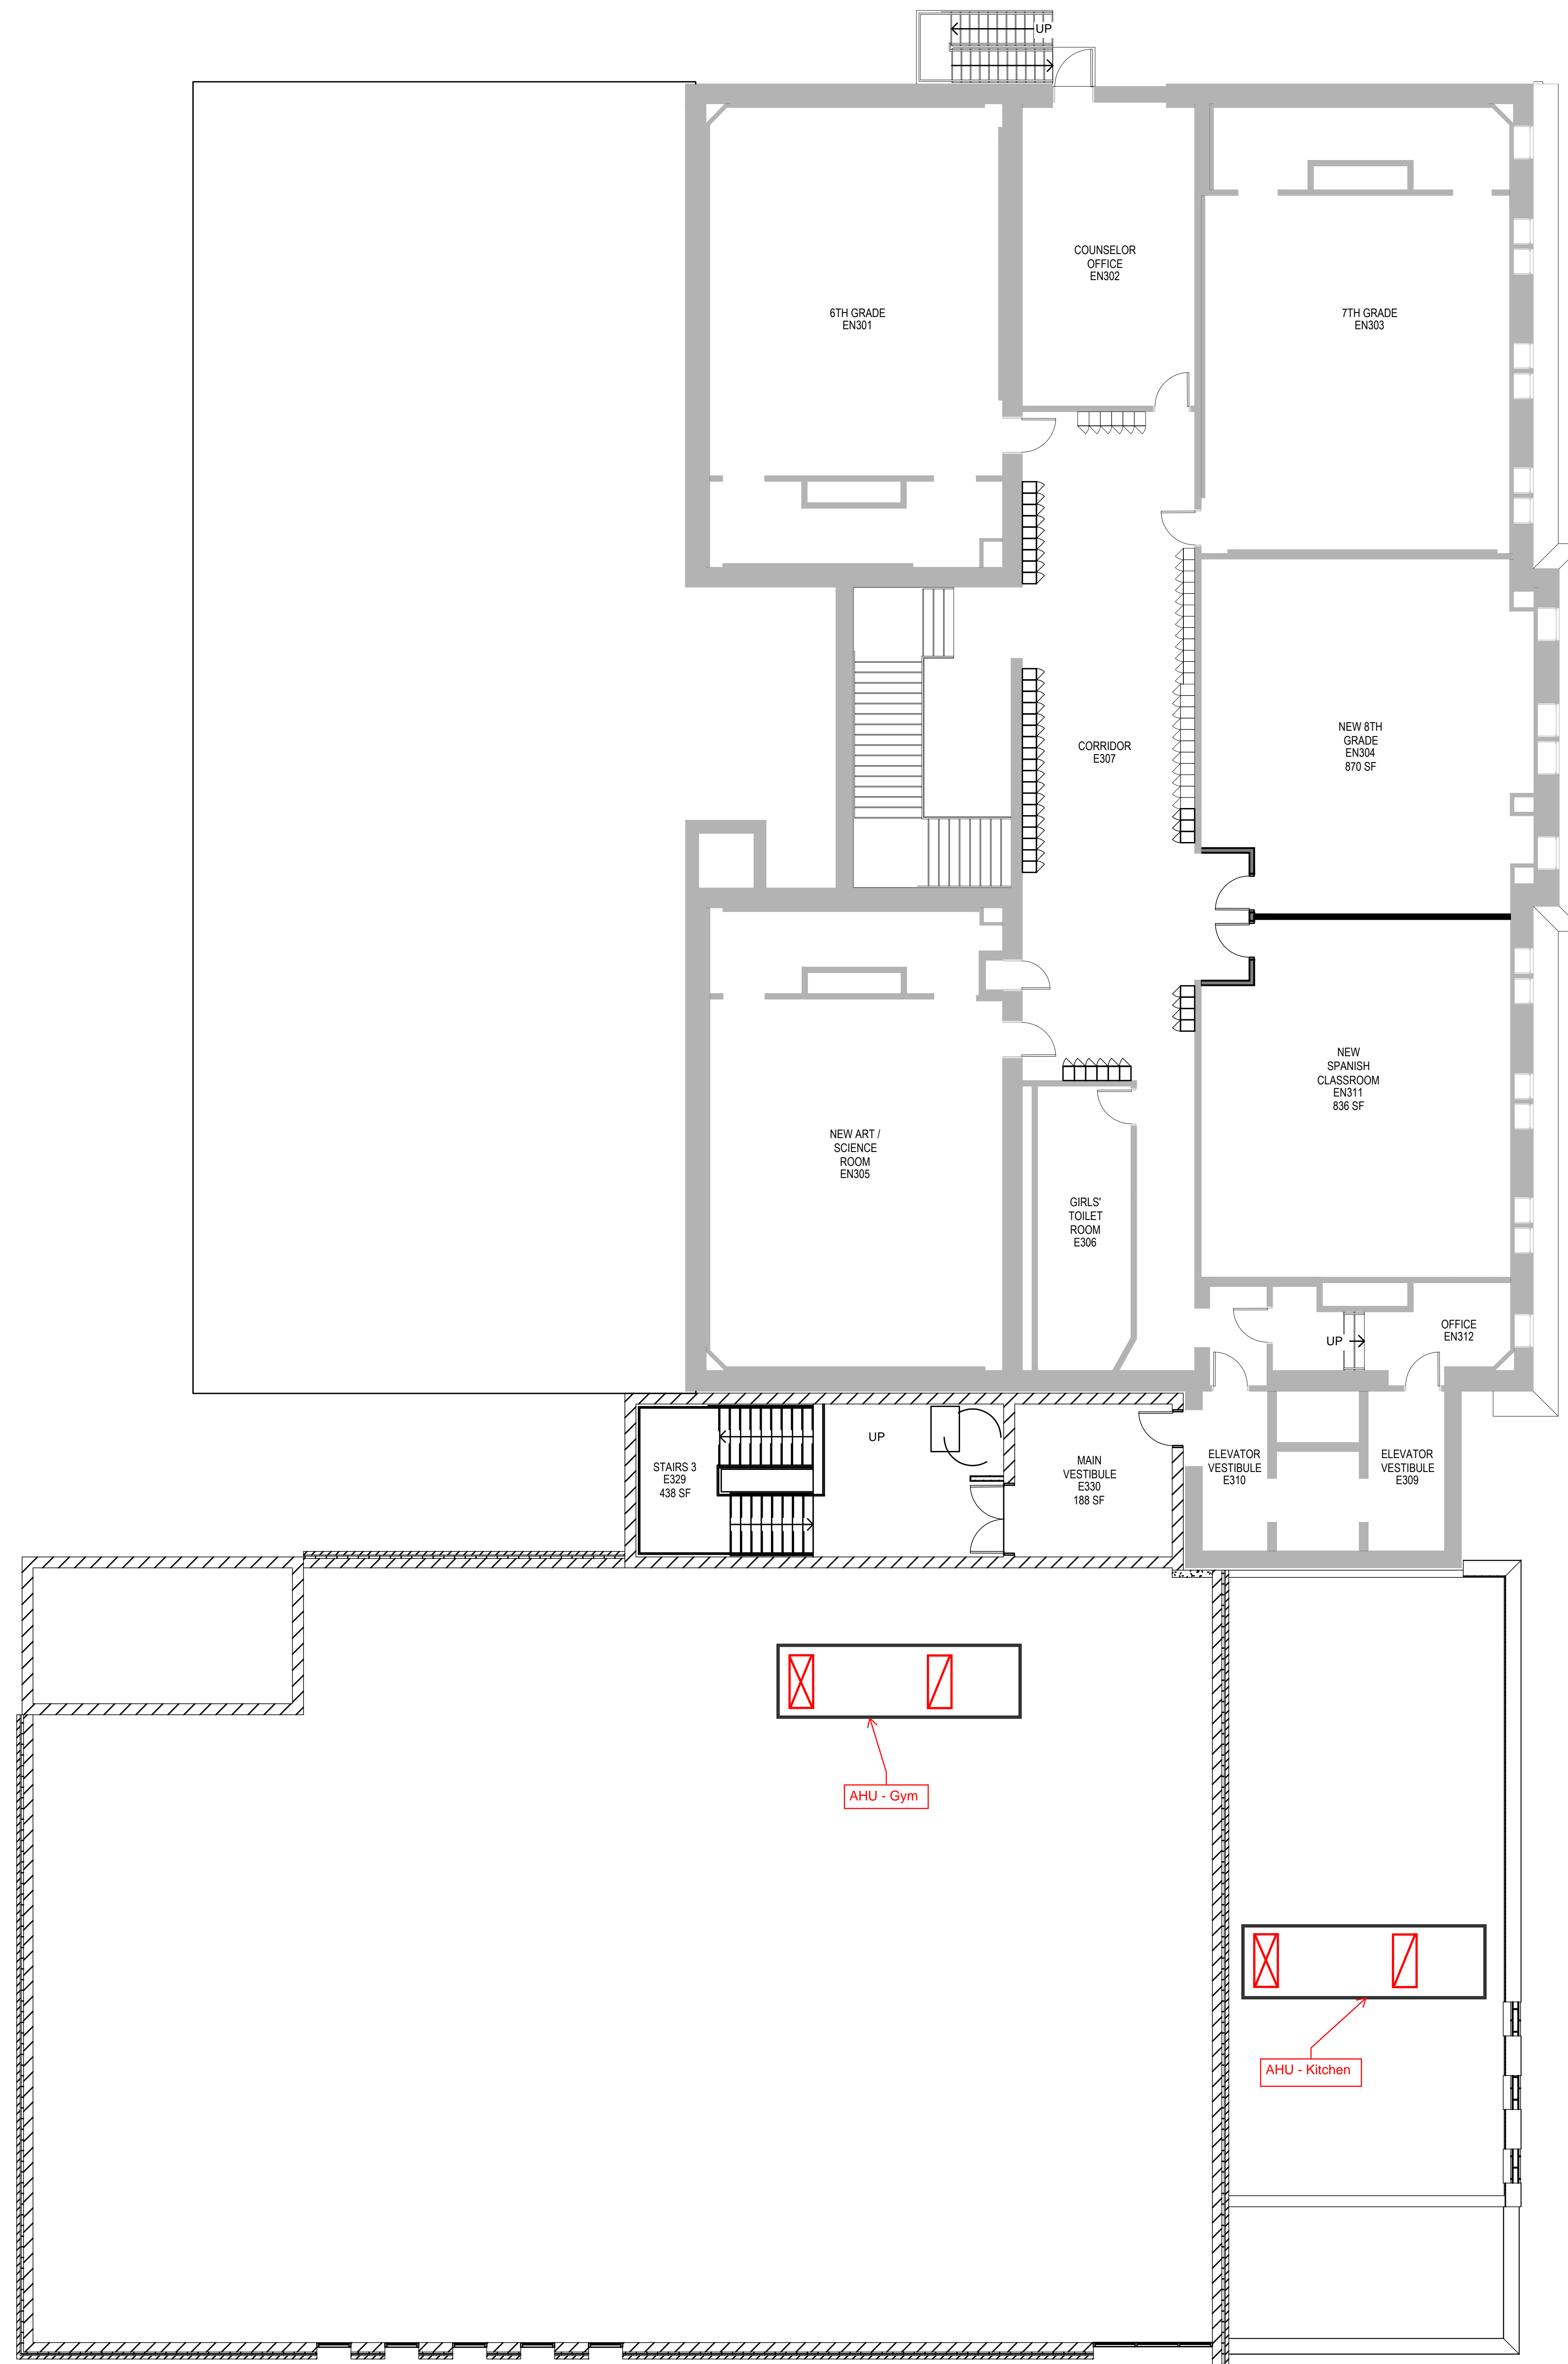 UP
COUNSELOR
OFFICE
EN302
6TH GRADE
EN301
7TH GRADE
EN303
NEW 8TH
GRADE
EN304
870 SF
CORRIDOR
E307
NEW
SPANISH
CLASSROOM
EN311
836 SF
NEW ART /
SCIENCE
ROOM
EN305
GIRLS'
TOILET
ROOM
E306
OFFICE
EN312
UP
UP
STAIRS 3
E329
438 SF
MAIN
VESTIBULE
E330
188 SF
ELEVATOR
VESTIBULE
E310
ELEVATOR
VESTIBULE
E309
AHU - Gym
AHU - Kitchen